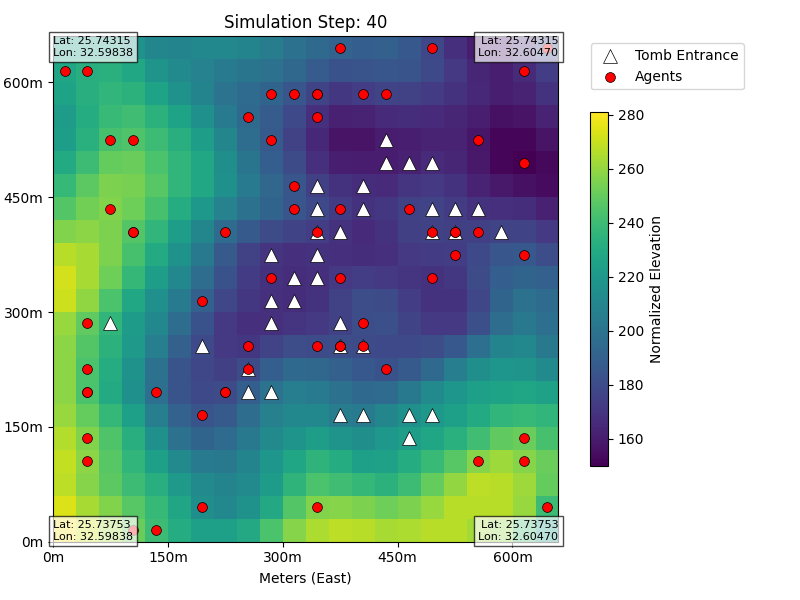 Simulation Step: 40
Lat: 25.74315
Lon: 32.59838
Lat: 25.74315
Lon: 32.60470
Tomb Entrance
Agents
600m
450m
300m
150m
0m
Lat: 25.73753
Lon: 32.59838
Lat: 25.73753
Lon: 32.60470
0m
150m
300m
450m
600m
Meters (East)
280
260
240
220
200
180
160
Normalized Elevation